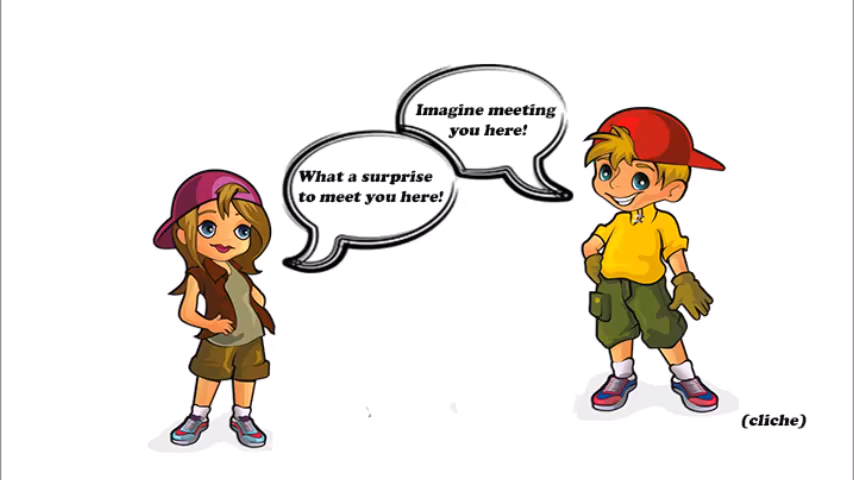 Imagine meeting
you here!
What a surprise
to meet you here!
(cliche)